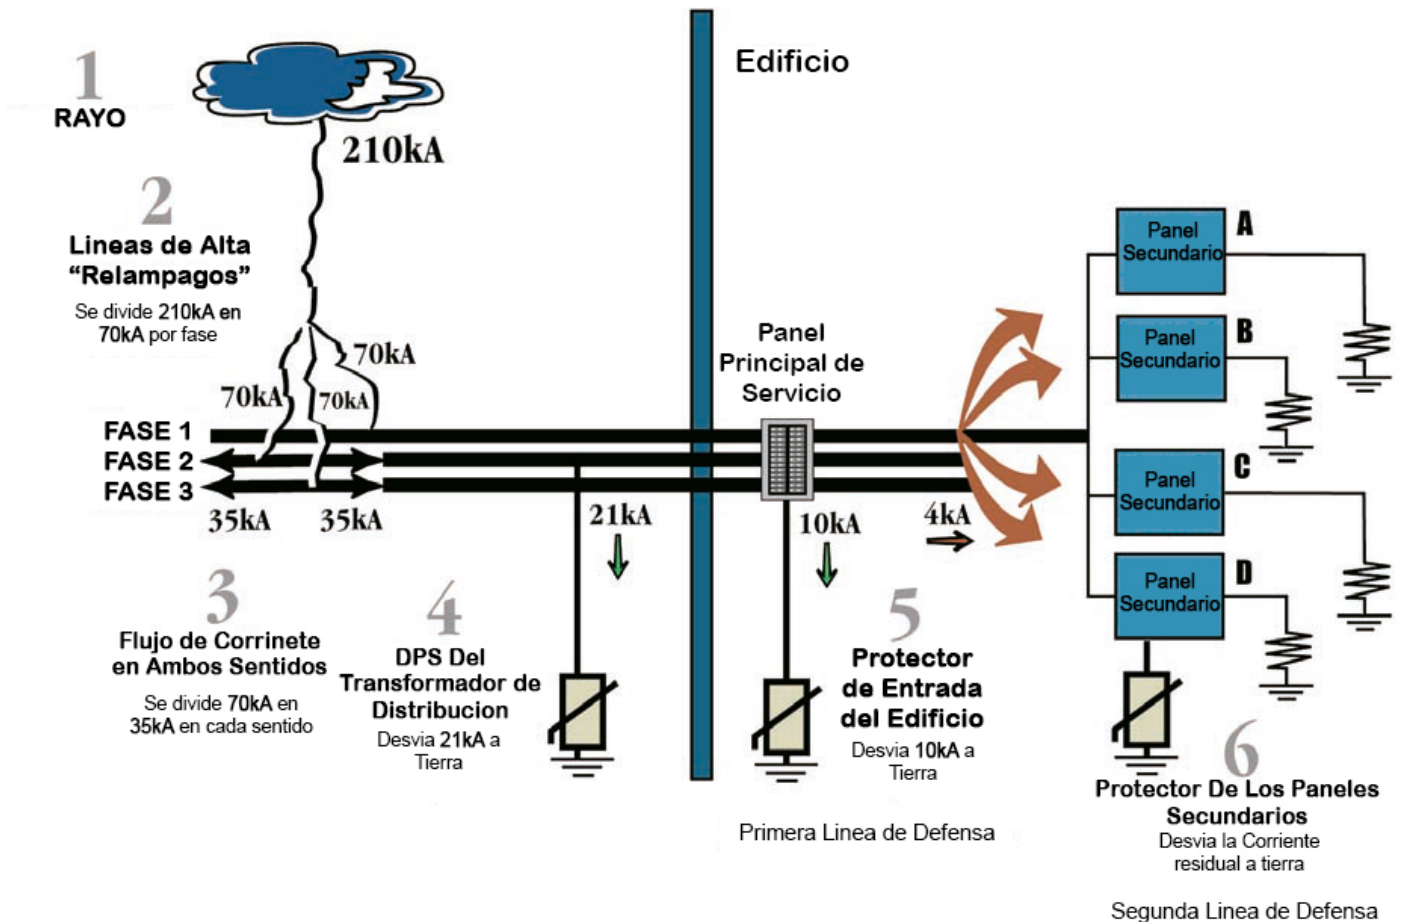 1
RAYO
210kA
2
Lineas de Alta
“Relampagos”
Se divide 210kA en
70kA por fase
70kA
70kA
70kA
FASE 1
FASE 2
FASE 3
35kA
35kA
3
Flujo de Corrinete
en Ambos Sentidos
Se divide 70kA en
35kA en cada sentido
21kA
4
DPS Del
Transformador de
Distribucion
Desvia 21kA a
Tierra
Edificio
Panel
Principal de
Servicio
10kA
4kA
5
Protector
de Entrada
del Edificio
Desvia 10kA a
Tierra
Primera Linea de Defensa
Panel
Secundario
A
Panel
Secundario
B
Panel
Secundario
C
Panel
Secundario
D
6
Protector De Los Paneles
Secundarios
Desvia la Corriente
residual a tierra
Segunda Linea de Defensa